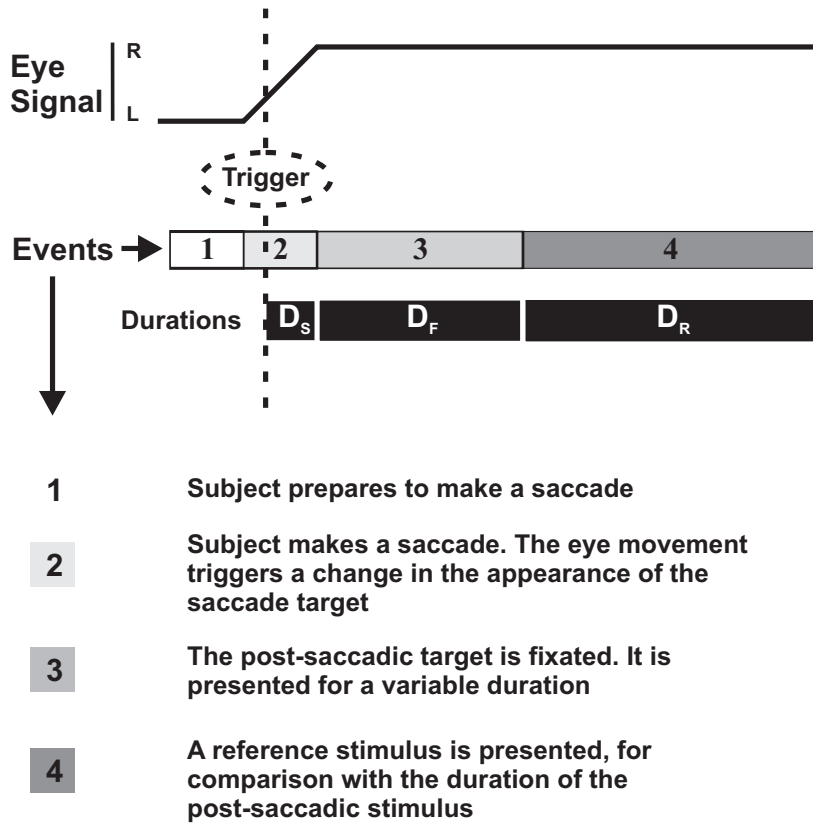 R
Eye
Signal
L
Trigger
Events 1 2 3 4
Durations DS DF DR
1 Subject prepares to make a saccade
2 Subject makes a saccade. The eye movement
triggers a change in the appearance of the
saccade target
3 The post-saccadic target is fixated. It is
presented for a variable duration
4 A reference stimulus is presented, for
comparison with the duration of the
post-saccadic stimulus